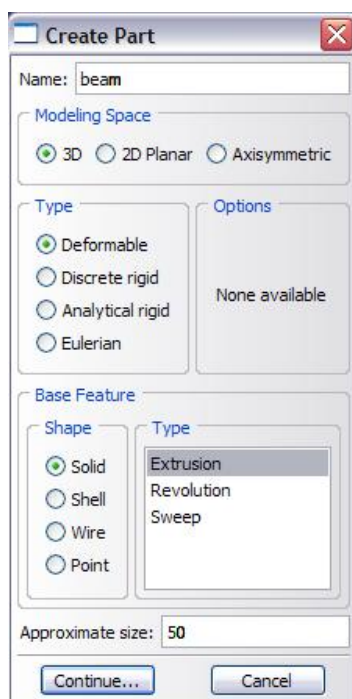 Create Part
Name: beam
Modeling Space
3D 2D Planar Axisymmetric
Type
Deformable
Discrete rigid
Analytical rigid
Eulerian
Options
None available
Base Feature
Shape
Solid
Shell
Wire
Point
Type
Extrusion
Revolution
Sweep
Approximate size: 50
Continue... Cancel